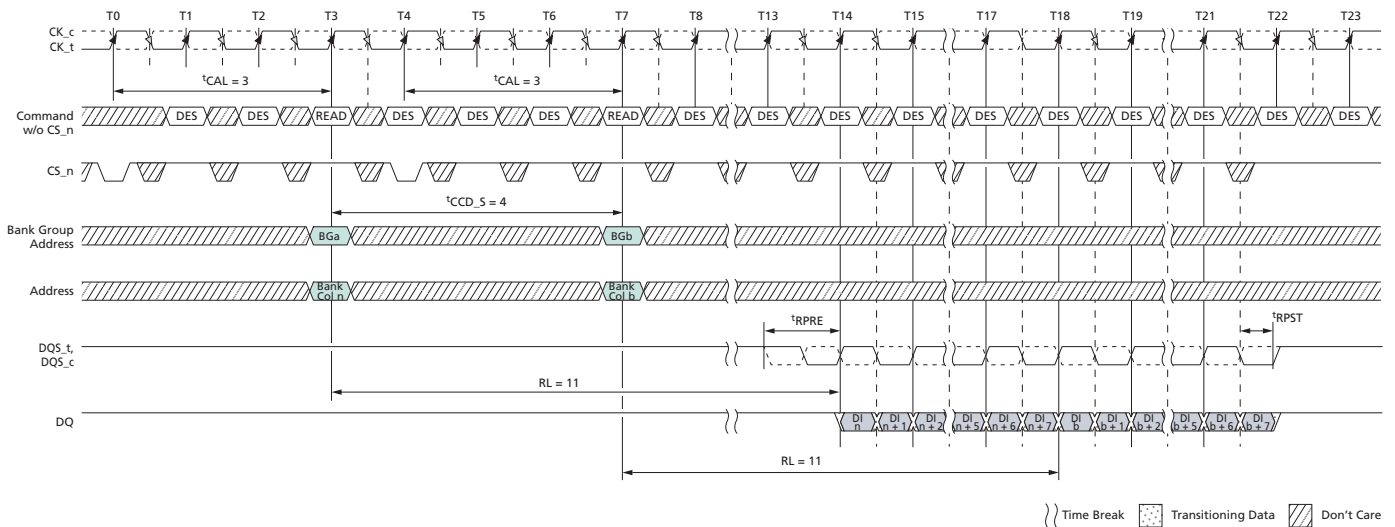 T0 T1 T2 T3 T4 T5 T6 T7 T8 T13 T14 T15 T17 T18 T19 T21 T22 T23
CK_c
CK_t
tCAL = 3 tCAL = 3
Command
w/o CS_n
DES DES READ DES DES DES READ DES DES DES DES DES DES DES DES DES DES
CS_n
tCCD_S = 4
Bank Group
Address
BGa BGb
Address
Bank
Col n
Bank
Col b
tRPRE tRPST
DQS_t,
DQS_c
RL = 11
DQ
DI
n
DI
n + 1
DI
n + 2
DI
n + 5
DI
n + 6
DI
n + 7
DI
b
DI
b + 1
DI
b + 2
DI
b + 5
DI
b + 6
DI
b + 7
RL = 11
Time Break Transitioning Data Don't Care